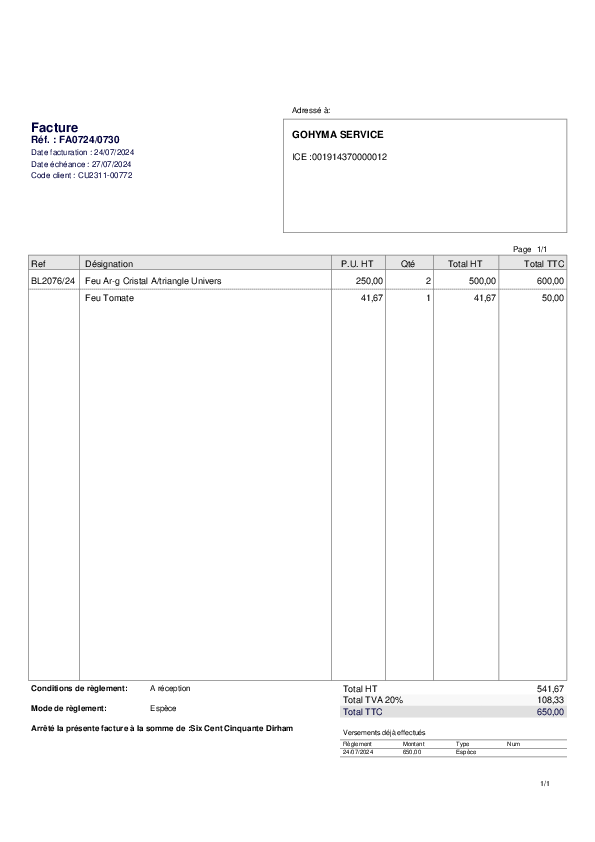 Adressé à:
Facture
Réf. : FA0724/0730
Date facturation : 24/07/2024
Date échéance : 27/07/2024
Code client : CU2311-00772
GOHYMA SERVICE
ICE :001914370000012
Page 1/1
Ref Désignation P.U. HT Qté Total HT Total TTC
BL2076/24 Feu Ar-g Cristal A/triangle Univers 250,00 2 500,00 600,00
Feu Tomate 41,67 1 41,67 50,00
Conditions de règlement: A réception
Mode de règlement: Espèce
Arrêté la présente facture à la somme de :Six Cent Cinquante Dirham
Total HT 541,67
Total TVA 20% 108,33
Total TTC 650,00
Versements déjà effectués
Règlement Montant Type Num
24/07/2024 650,00 Espèce
1/1